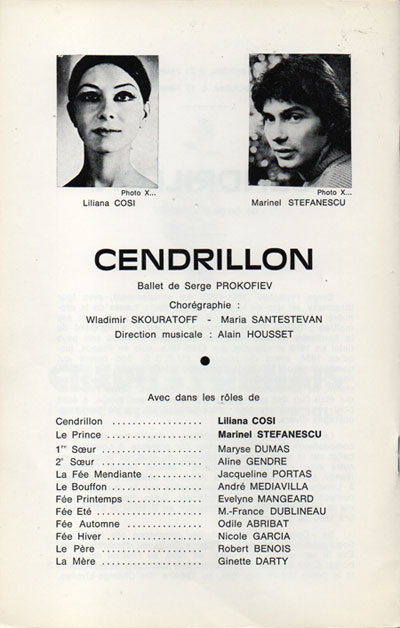 Photo X...
Liliana COSI
Photo X...
Marinel STEFANESCU
CENDRILLON
Ballet de Serge PROKOFIEV
Chorégraphie :
Wladimir SKOURATOFF - Maria SANTESTEVAN
Direction musicale : Alain HOUSSET
Avec dans les rôles de
Cendrillon .................. Liliana COSI
Le Prince ................... Marinel STEFANESCU
1re Sœur .................. Maryse DUMAS
2e Sœur .................. Aline GENDRE
La Fée Mendiante ........... Jacqueline PORTAS
Le Bouffon .................. André MEDIAVILLA
Fée Printemps ............... Evelyne MANGEARD
Fée Eté ..................... M.-France DUBLINEAU
Fée Automne ............... Odile ABRIBAT
Fée Hiver ................... Nicole GARCIA
Le Père ..................... Robert BENOIS
La Mère .................... Ginette DARTY